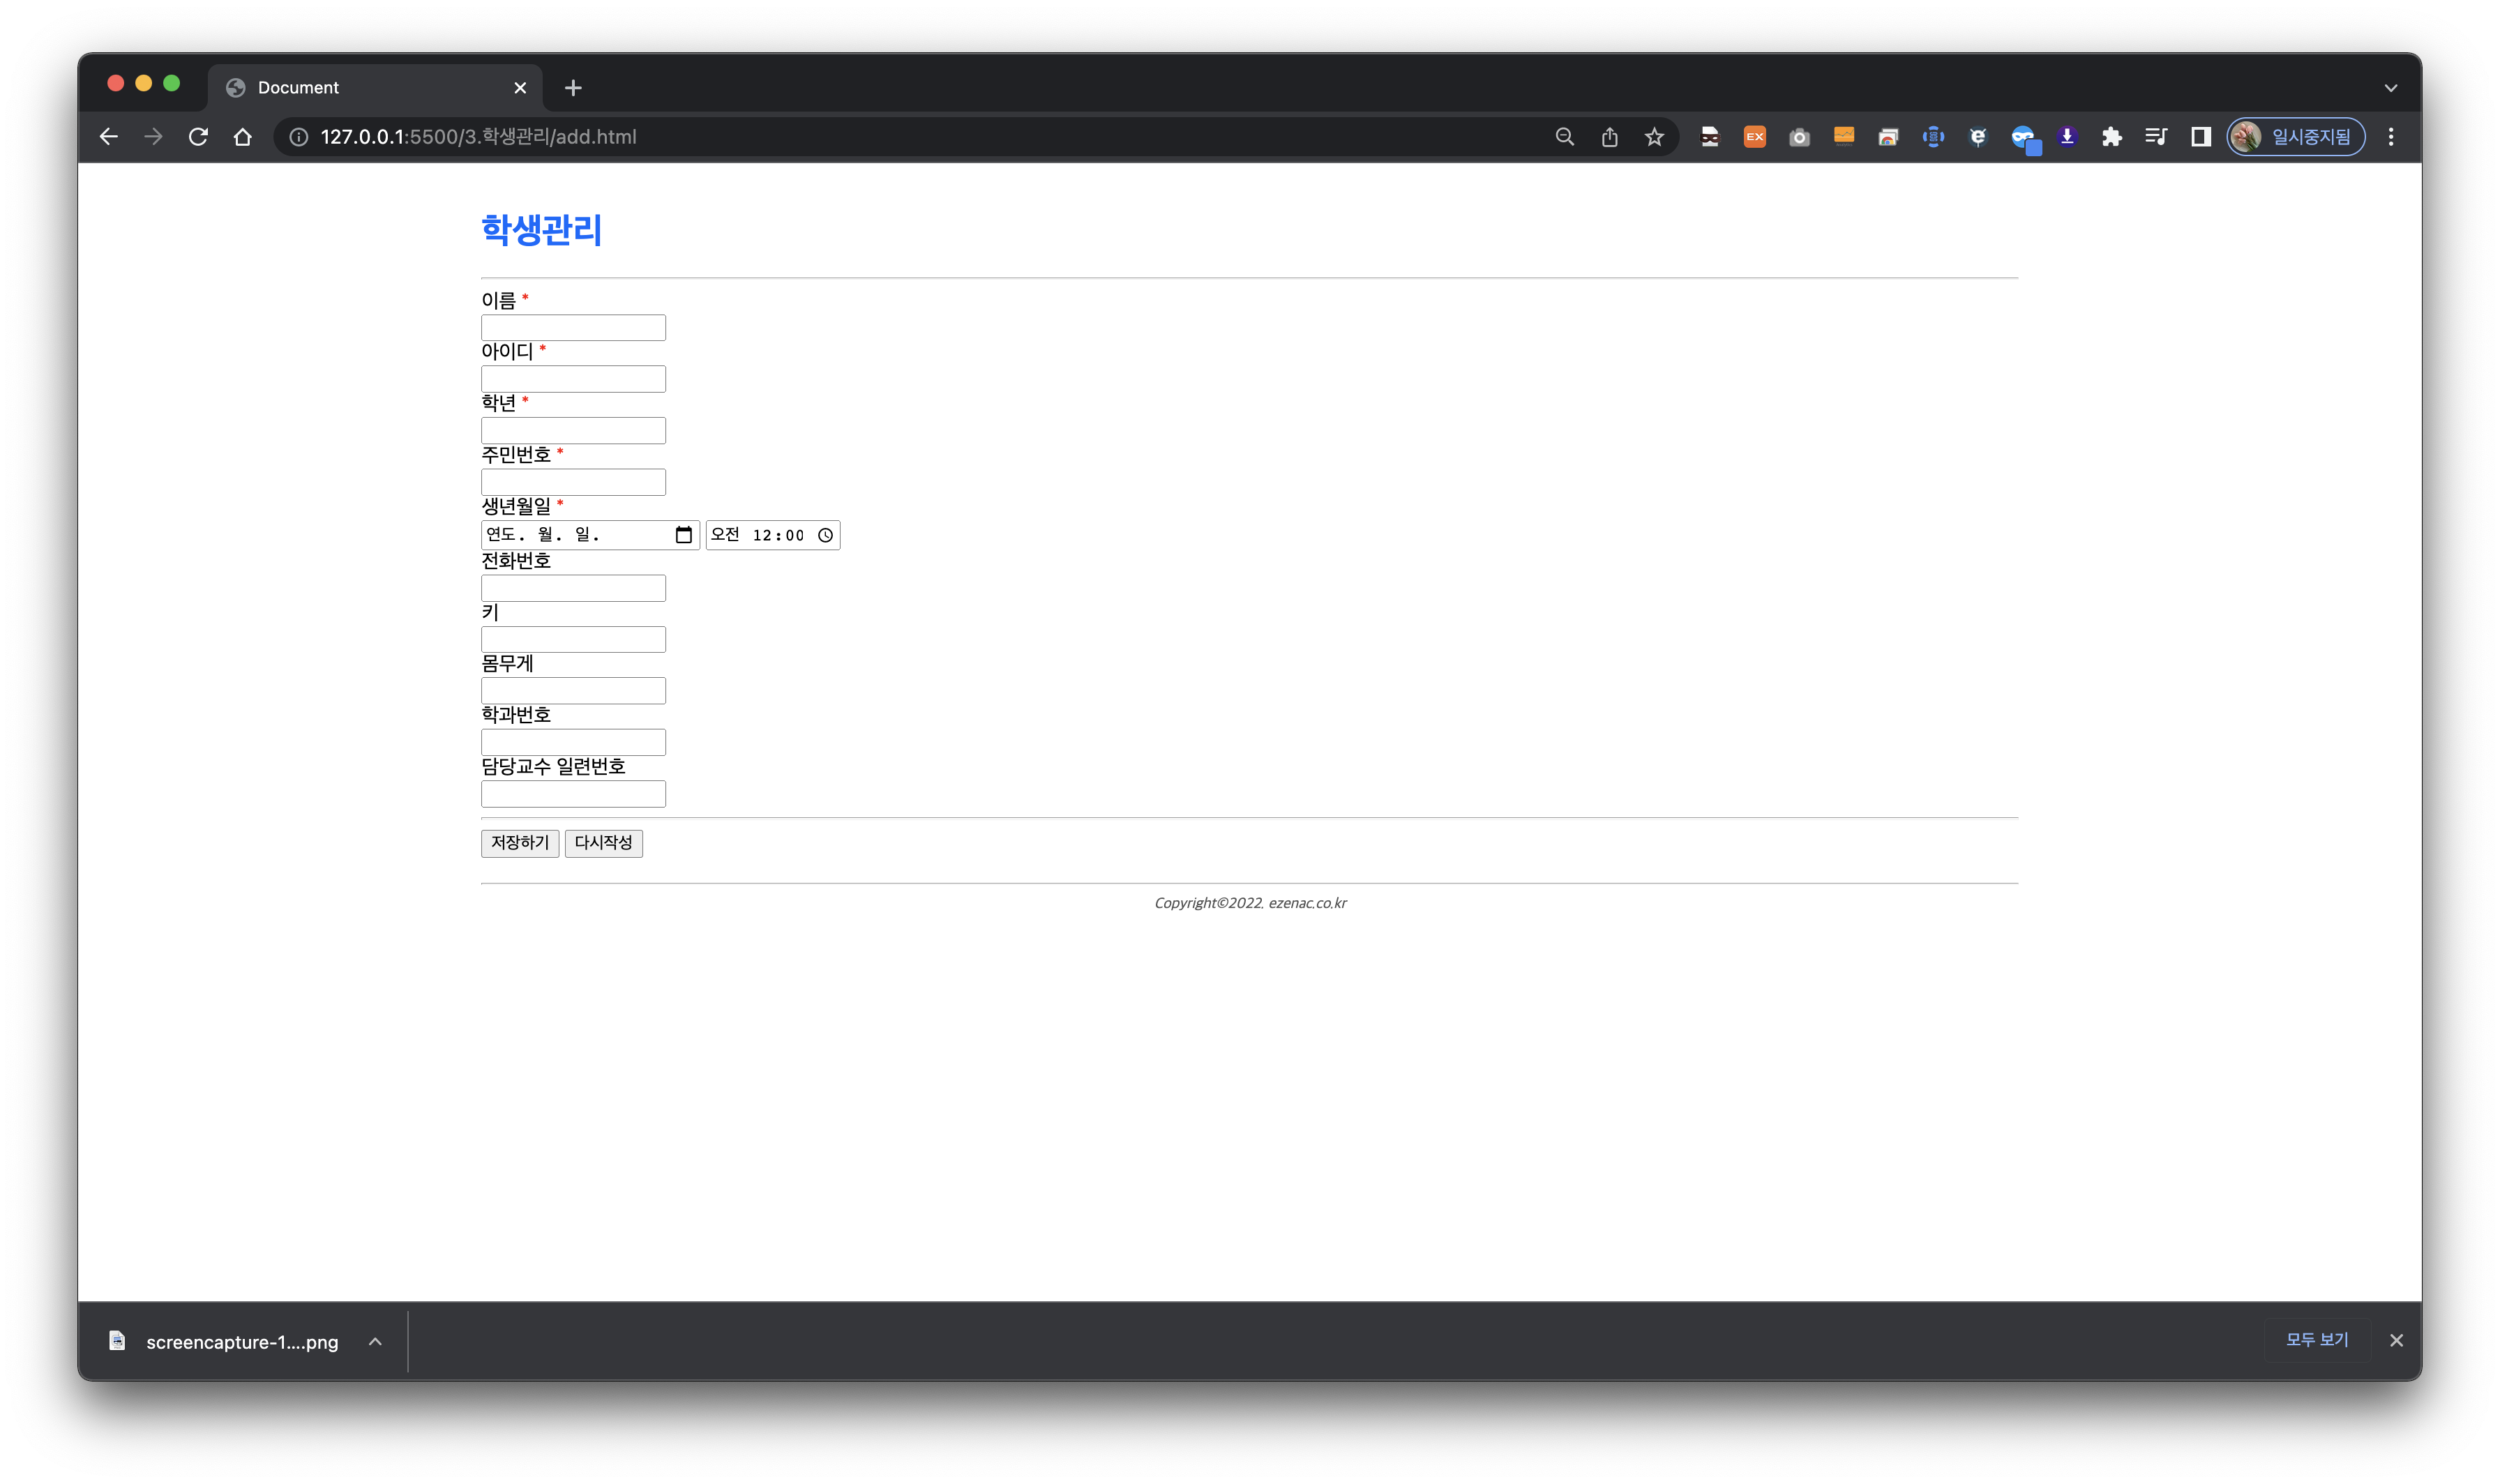 Document
127.0.0.1:5500/3.학생관리/add.html
EX
일시중지됨
학생관리
이름 *
아이디 *
학년 *
주민번호 *
생년월일 *
연도. 월. 일. 오전 12:00
전화번호
키
몸무게
학과번호
담당교수 일련번호
저장하기 다시작성
Copyright©2022. ezenac.co.kr
screencapture-1....png
모두 보기